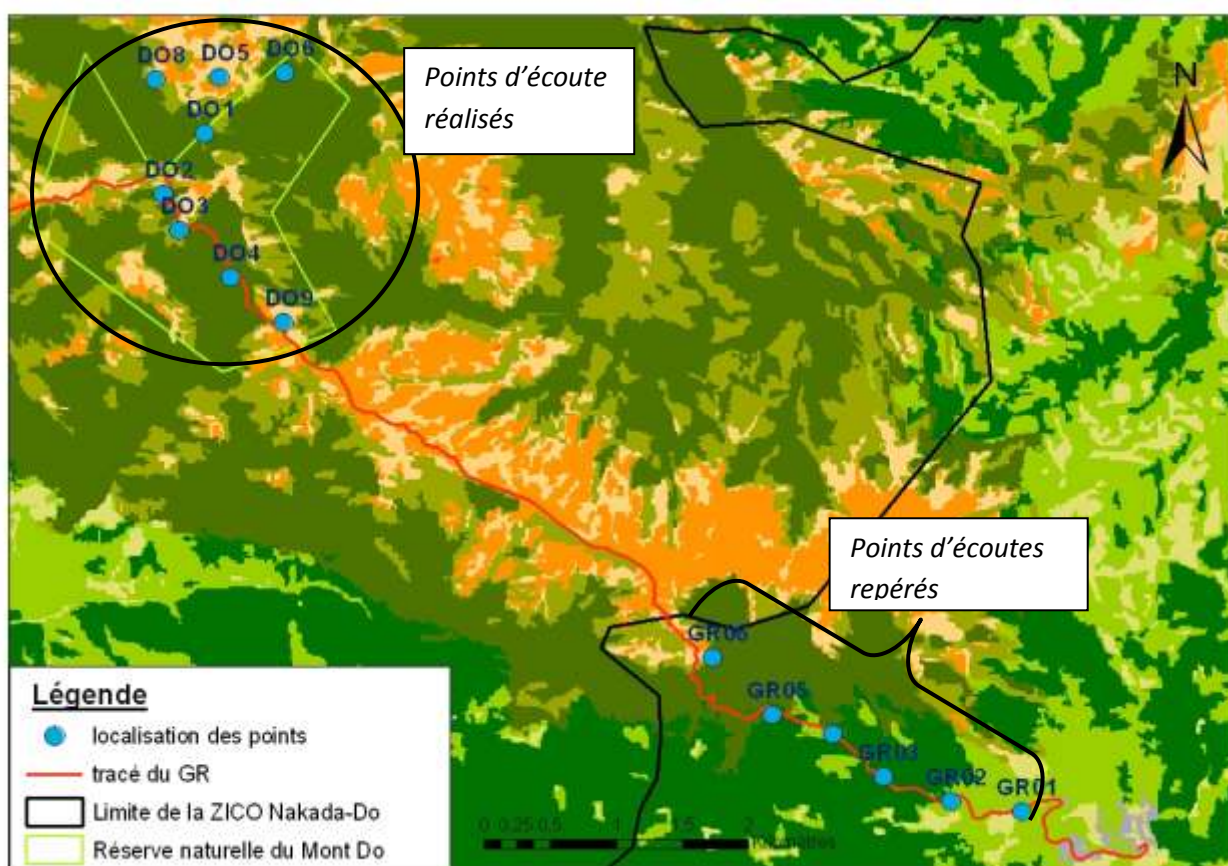 DO8 DO5 DO6
Points d'écoute
réalisés
N
DO1
DO2
DO3
DO4
DO9
Points d'écoutes
repérés
GR06
GR05
GR03
GR02 GR01
Légende
localisation des points
tracé du GR
Limite de la ZICO Nakada-Do
Réserve naturelle du Mont Do
0 0,25 0,5 1 1,5 2
Kilomètres